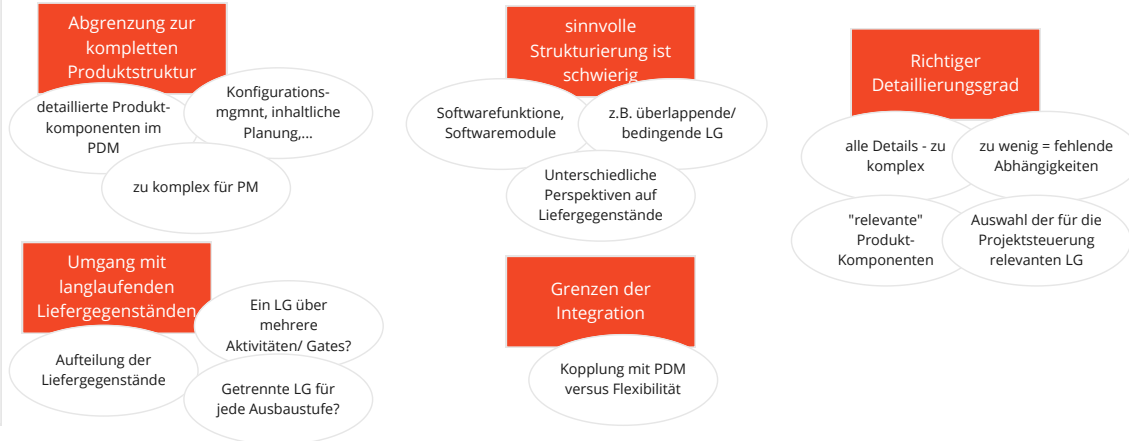 Abgrenzung zur
kompletten
Produktstruktur
detaillierte Produkt-
komponenten im
PDM
Konfigurations-
mgmnt, inhaltliche
Planung,...
zu komplex für PM
sinnvolle
Strukturierung ist
schwierig
Softwarefunktione,
Softwaremodule
z.B. überlappende/
bedingende LG
Unterschiedliche
Perspektiven auf
Liefergegenstände
Richtiger
Detaillierungsgrad
alle Details - zu
komplex
zu wenig = fehlende
Abhängigkeiten
"relevante"
Produkt-
Komponenten
Auswahl der für die
Projektsteuerung
relevanten LG
Umgang mit
langlaufenden
Liefergegenständen
Ein LG über
mehrere
Aktivitäten/ Gates?
Aufteilung der
Liefergegenstände
Getrennte LG für
jede Ausbaustufe?
Grenzen der
Integration
Kopplung mit PDM
versus Flexibilität